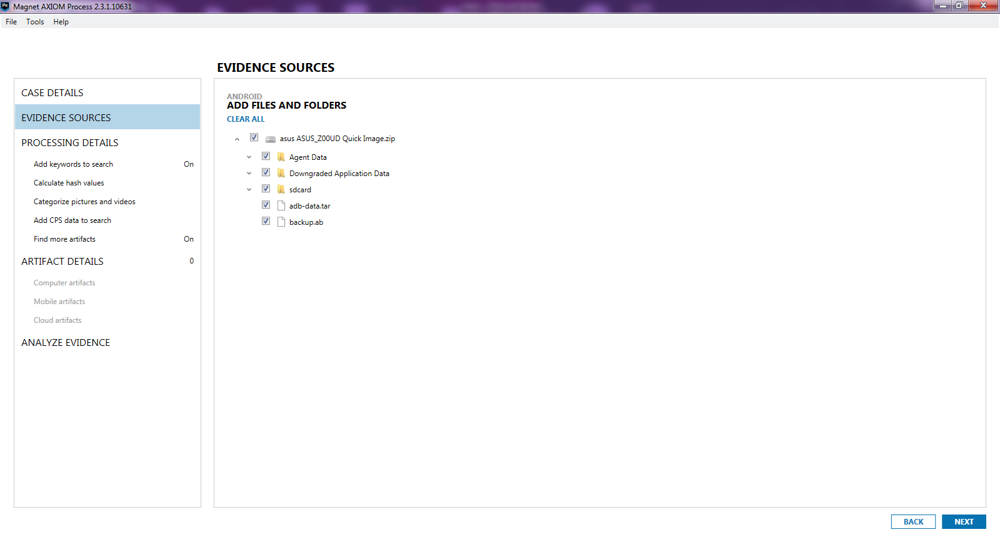 Magnet AXIOM Process 2.3.1.10631
File Tools Help
EVIDENCE SOURCES
CASE DETAILS
EVIDENCE SOURCES
PROCESSING DETAILS
Add keywords to search On
Calculate hash values
Categorize pictures and videos
Add CPS data to search
Find more artifacts On
ARTIFACT DETAILS 0
Computer artifacts
Mobile artifacts
Cloud artifacts
ANALYZE EVIDENCE
ANDROID
ADD FILES AND FOLDERS
CLEAR ALL
asus ASUS_Z00UD Quick Image.zip
Agent Data
Downgraded Application Data
sdcard
adb-data.tar
backup.ab
BACK NEXT